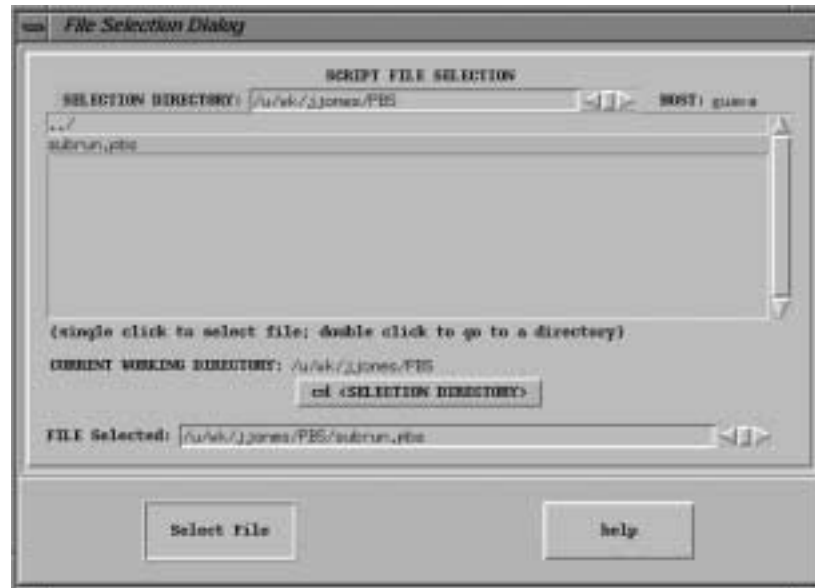 File Selection Dialog
SCRIPT FILE SELECTION
SELECTION DIRECTORY: /u/wk/jjones/PBS HOST: guava
../
subrun.pbs
(single click to select file; double click to go to a directory)
CURRENT WORKING DIRECTORY: /u/wk/jjones/PBS
cd <SELECTION DIRECTORY>
FILE Selected: /u/wk/jjones/PBS/subrun.pbs
Select File help